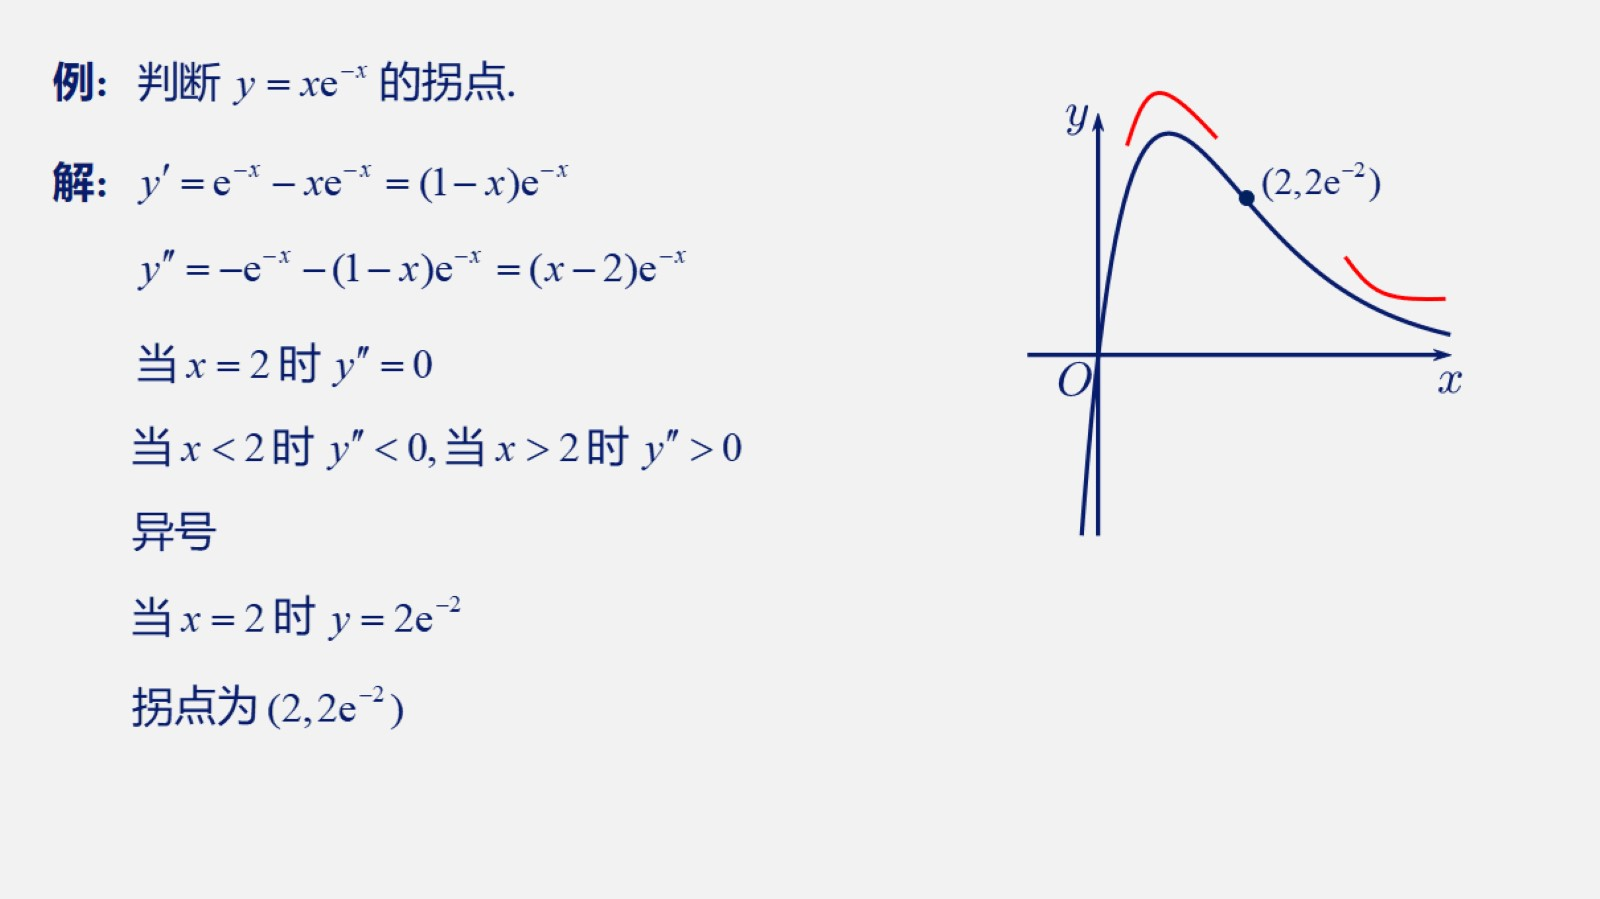 例: 判断 y = xe⁻ˣ 的拐点.
解: y′ = e⁻ˣ − xe⁻ˣ = (1 − x)e⁻ˣ
y″ = −e⁻ˣ − (1 − x)e⁻ˣ = (x − 2)e⁻ˣ
当 x = 2 时 y″ = 0
当 x < 2 时 y″ < 0, 当 x > 2 时 y″ > 0
异号
当 x = 2 时 y = 2e⁻²
拐点为 (2, 2e⁻²)
y
(2, 2e⁻²)
O
x